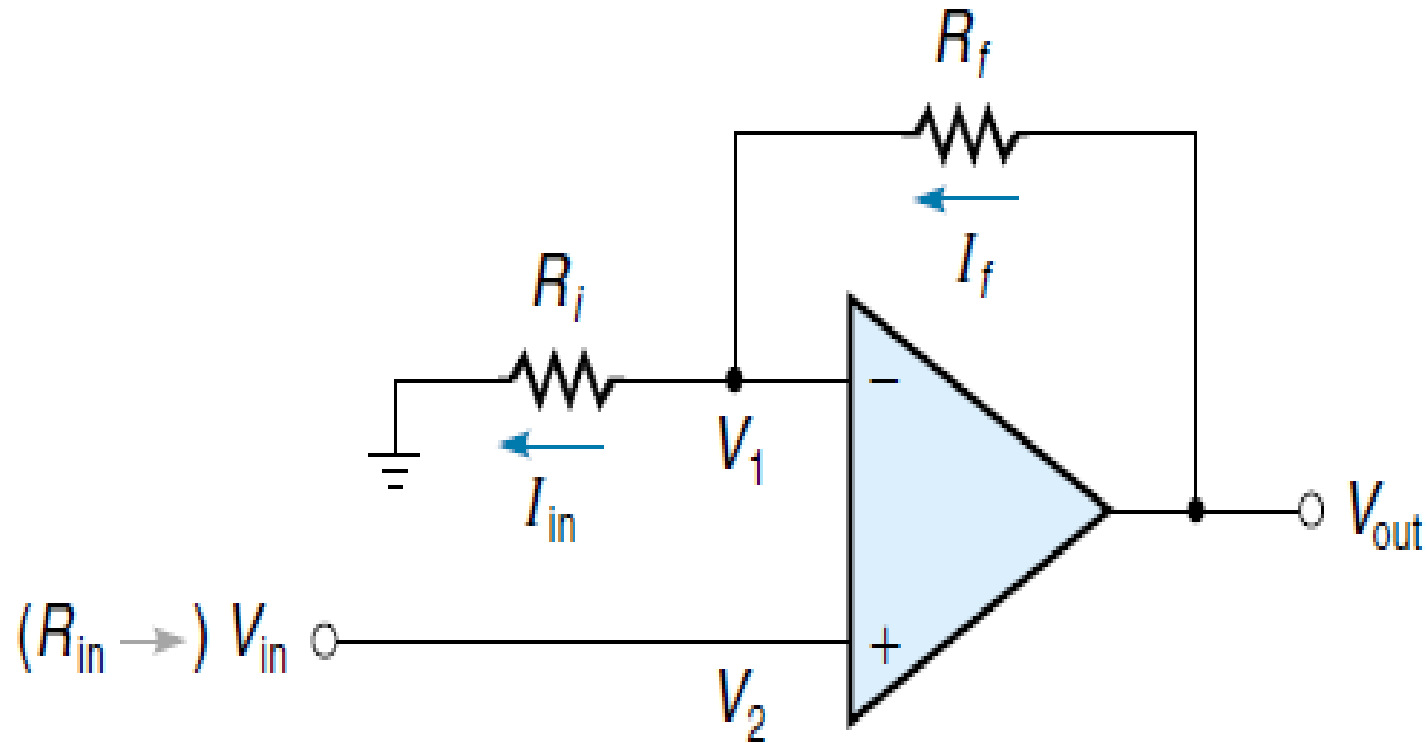 R_f
I_f
R_i
−
V_1
I_in
V_out
(R_in →) V_in
+
V_2